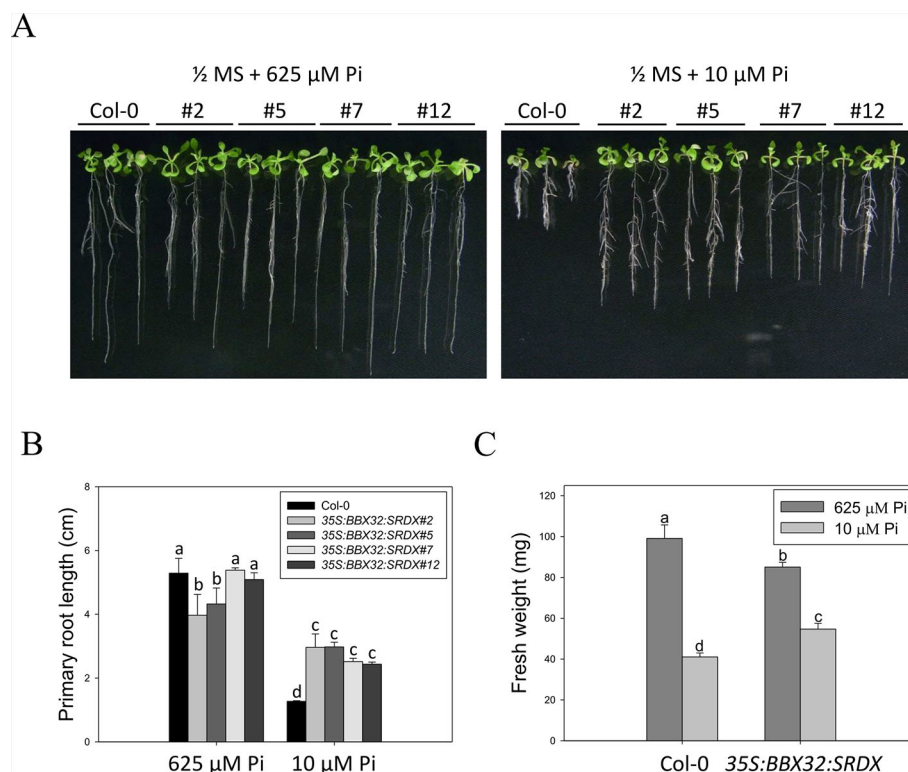 A
½ MS + 625 µM Pi
Col-0 #2 #5 #7 #12
½ MS + 10 µM Pi
Col-0 #2 #5 #7 #12
B
Primary root length (cm)
8
6
4
2
0
Col-0
35S:BBX32:SRDX#2
35S:BBX32:SRDX#5
35S:BBX32:SRDX#7
35S:BBX32:SRDX#12
a b b a a
d c c c c
625 µM Pi 10 µM Pi
C
Fresh weight (mg)
120
100
80
60
40
20
0
625 µM Pi
10 µM Pi
a d b c
Col-0 35S:BBX32:SRDX